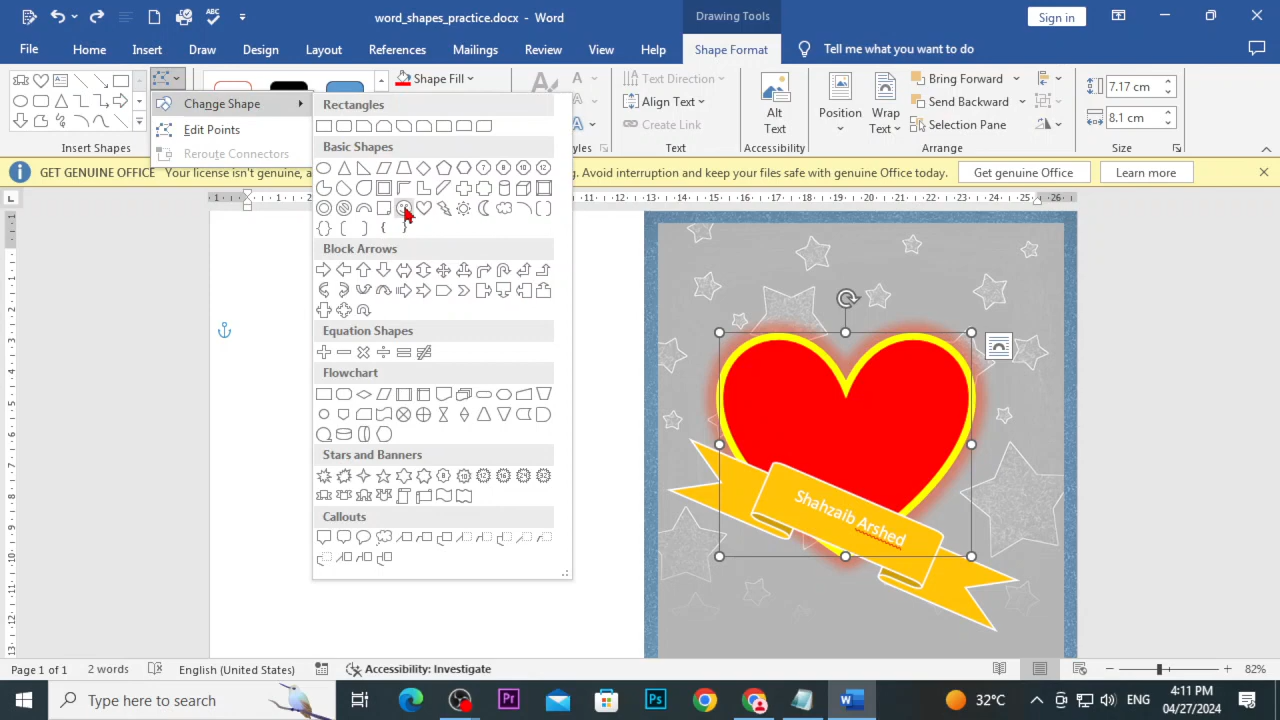 word_shapes_practice.docx - Word
Drawing Tools
Sign in
File Home Insert Draw Design Layout References Mailings Review View Help Shape Format Tell me what you want to do
Shape Fill
Change Shape
Edit Points
Reroute Connectors
Insert Shapes
Text Direction
Align Text
Create Link
Alt Text
Accessibility
Position
Wrap Text
Bring Forward
Send Backward
Selection Pane
Arrange
7.17 cm
8.1 cm
Size
GET GENUINE OFFICE Your license isn't genuine, a
ng. Avoid interruption and keep your files safe with genuine Office today.
Get genuine Office
Learn more
Rectangles
Basic Shapes
Block Arrows
Equation Shapes
Flowchart
Stars and Banners
Callouts
Shahzaib Arshed
Page 1 of 1 2 words English (United States) Accessibility: Investigate 82%
Type here to search
32°C
ENG
4:11 PM
04/27/2024